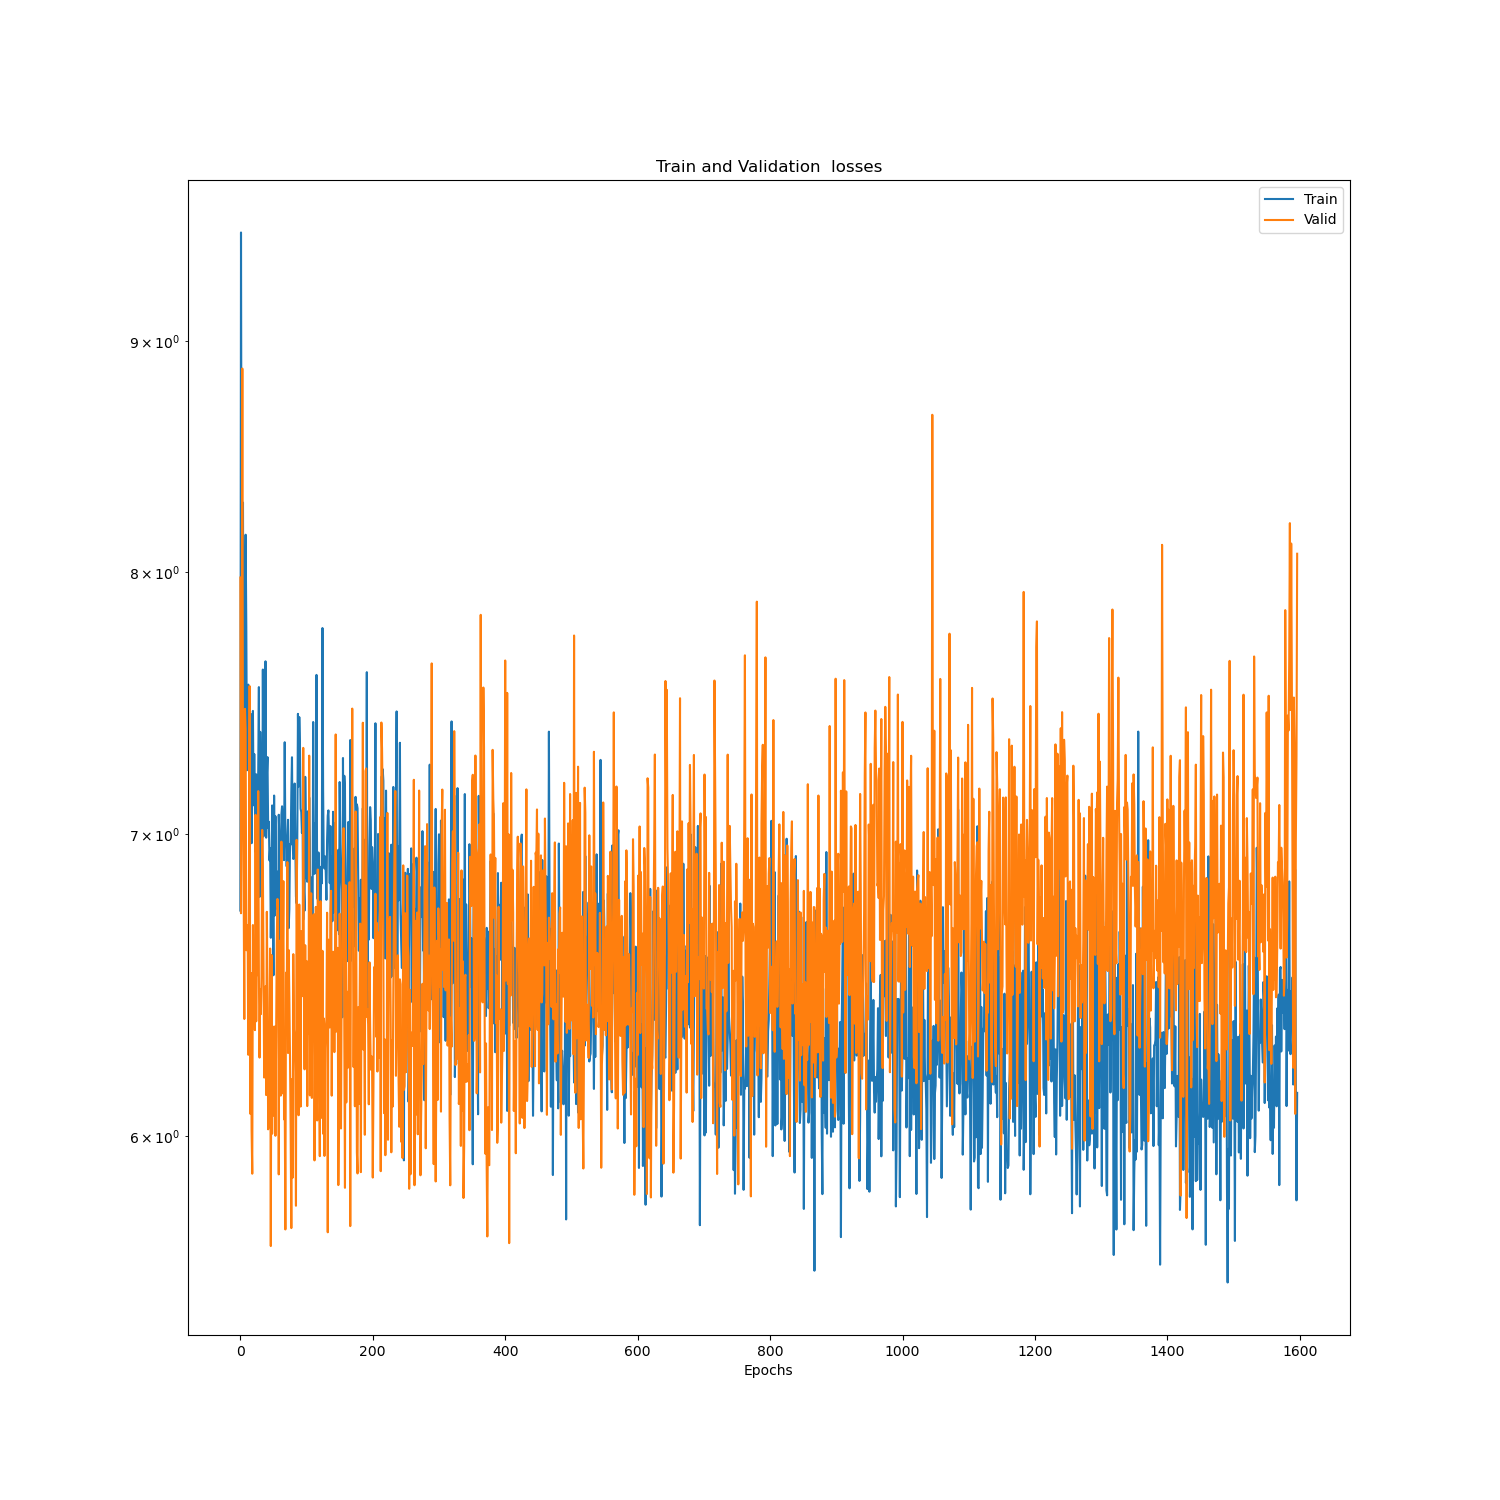 Train and Validation  losses
Train
Valid
9 × 10⁰
8 × 10⁰
7 × 10⁰
6 × 10⁰
0 200 400 600 800 1000 1200 1400 1600
Epochs